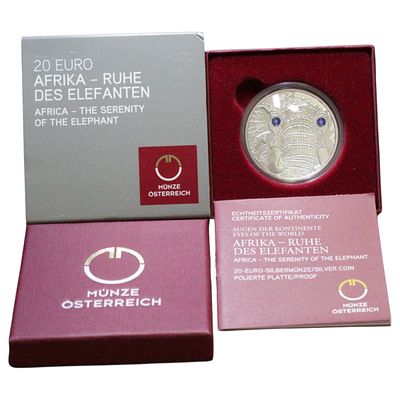 20 EURO
AFRIKA – RUHE
DES ELEFANTEN
AFRICA – THE SERENITY
OF THE ELEPHANT
MÜNZE
ÖSTERREICH
MÜNZE
ÖSTERREICH
ECHTHEITSZERTIFIKAT
CERTIFICATE OF AUTHENTICITY
AUGEN DER KONTINENTE
EYES OF THE WORLD
AFRIKA – RUHE
DES ELEFANTEN
AFRICA – THE SERENITY OF THE ELEPHANT
20-EURO-SILBERMÜNZE/SILVER COIN
POLIERTE PLATTE/PROOF
MÜNZE
ÖSTERREICH